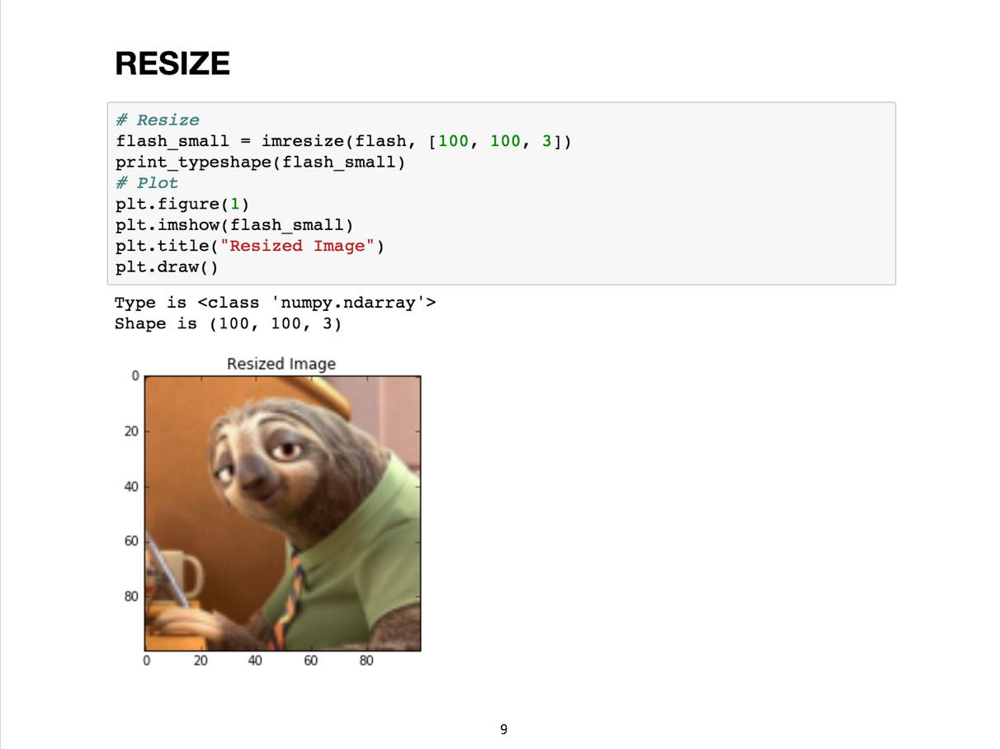 RESIZE
# Resize
flash_small = imresize(flash, [100, 100, 3])
print_typeshape(flash_small)
# Plot
plt.figure(1)
plt.imshow(flash_small)
plt.title("Resized Image")
plt.draw()
Type is <class 'numpy.ndarray'>
Shape is (100, 100, 3)
Resized Image
0
20
40
60
80
0 20 40 60 80
9